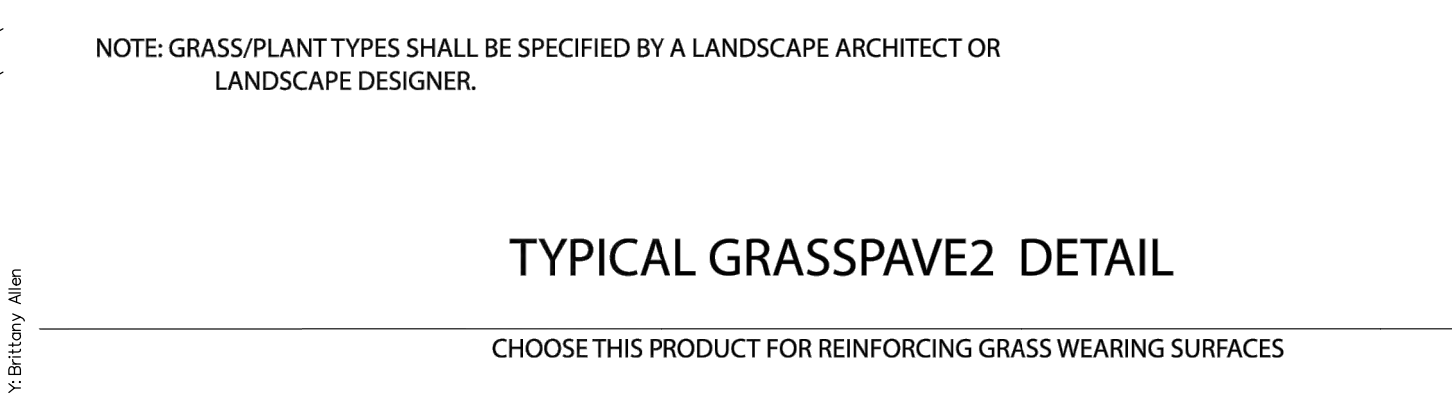 NOTE: GRASS/PLANT TYPES SHALL BE SPECIFIED BY A LANDSCAPE ARCHITECT OR
LANDSCAPE DESIGNER.
TYPICAL GRASSPAVE2 DETAIL
CHOOSE THIS PRODUCT FOR REINFORCING GRASS WEARING SURFACES
Y: Brittany Allen